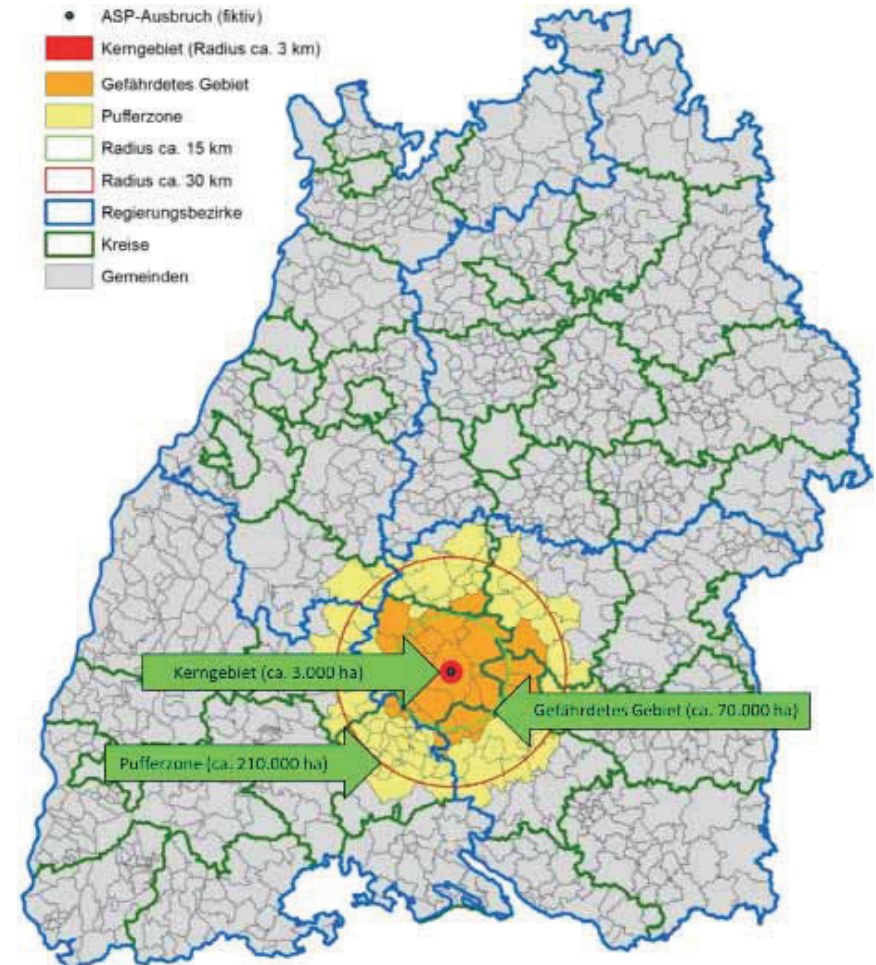 ASP-Ausbruch (fiktiv)
Kerngebiet (Radius ca. 3 km)
Gefährdetes Gebiet
Pufferzone
Radius ca. 15 km
Radius ca. 30 km
Regierungsbezirke
Kreise
Gemeinden
Kerngebiet (ca. 3.000 ha)
Gefährdetes Gebiet (ca. 70.000 ha)
Pufferzone (ca. 210.000 ha)